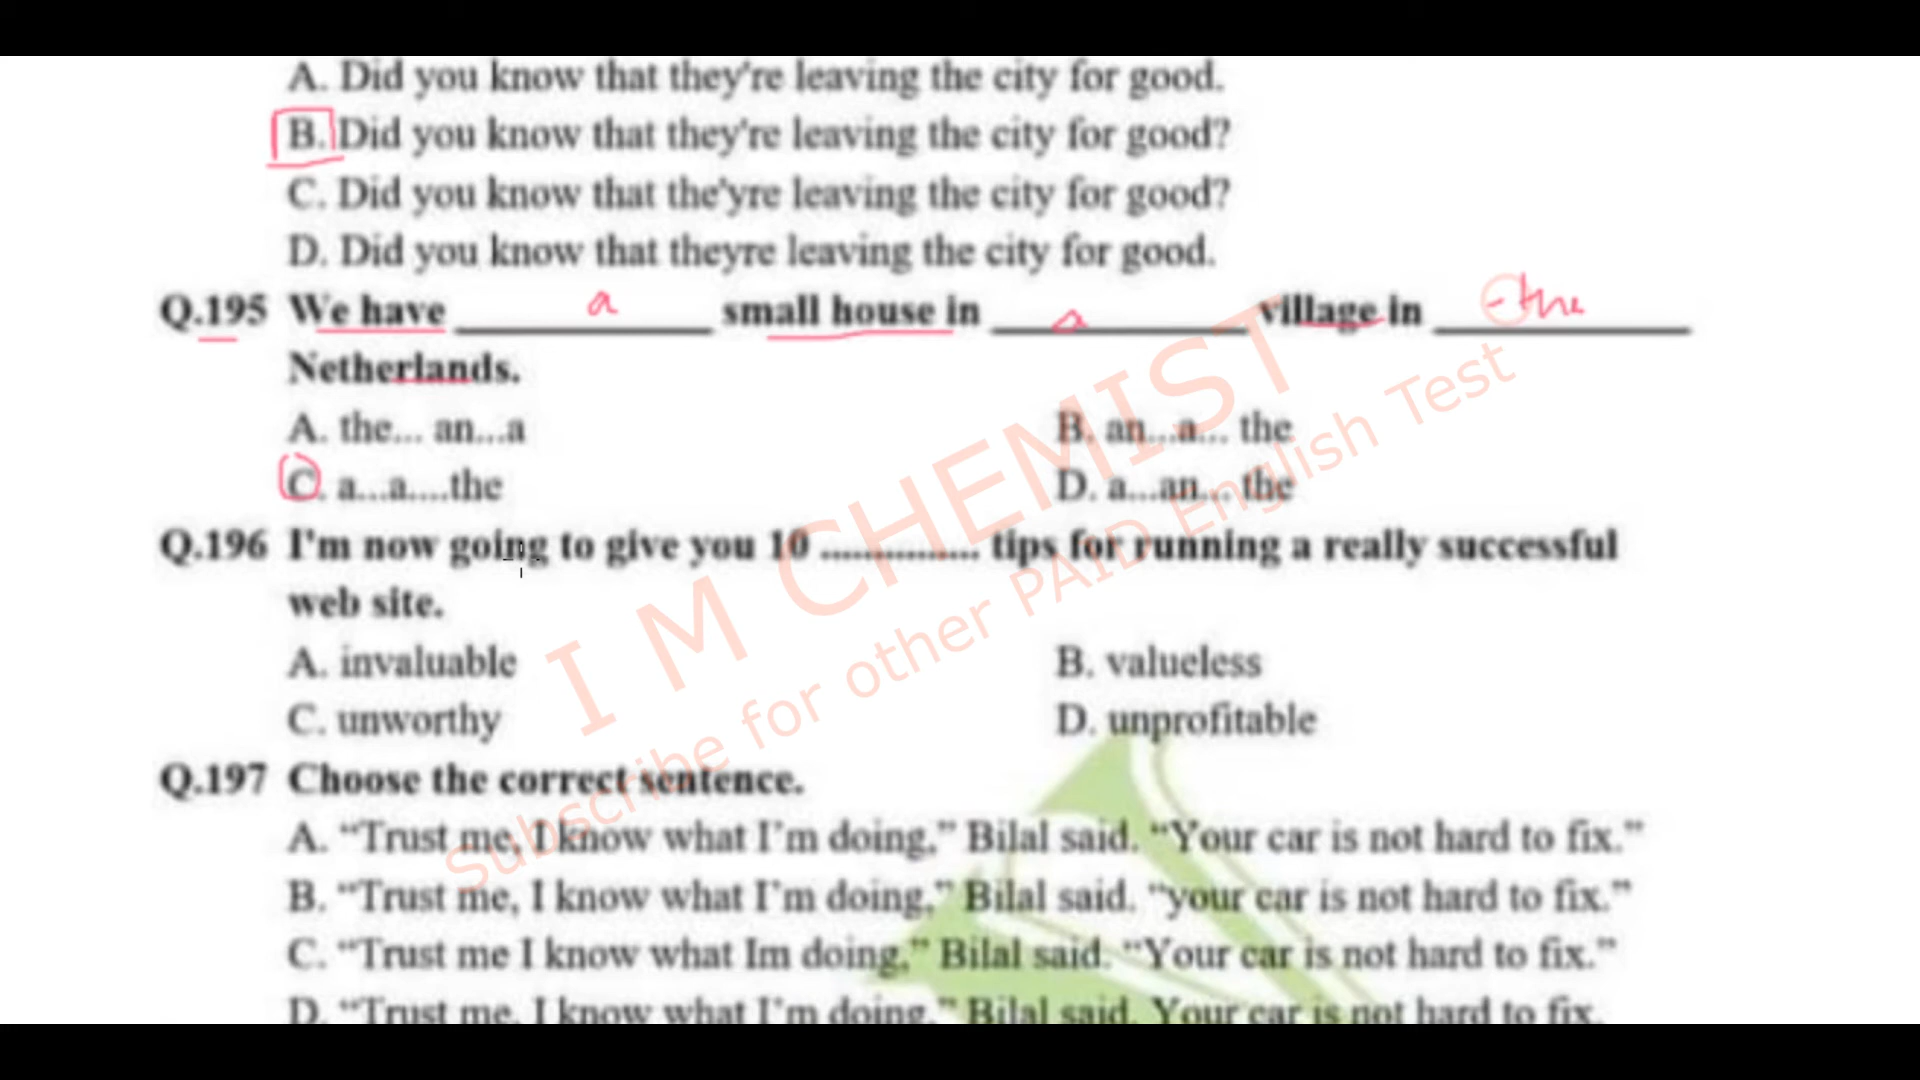 A. Did you know that they're leaving the city for good.
B. Did you know that they're leaving the city for good?
C. Did you know that the'yre leaving the city for good?
D. Did you know that theyre leaving the city for good.
Q.195 We have ____________ a small house in ____________ a village in ____________ the
Netherlands.
A. the... an...a B. an...a... the
C. a...a....the D. a...an... the
Q.196 I'm now going to give you 10 ................ tips for running a really successful
web site.
A. invaluable B. valueless
C. unworthy D. unprofitable
Q.197 Choose the correct sentence.
A. “Trust me, I know what I’m doing,” Bilal said. “Your car is not hard to fix.”
B. “Trust me, I know what I’m doing,” Bilal said. “your car is not hard to fix.”
C. “Trust me I know what Im doing,” Bilal said. “Your car is not hard to fix.”
D. “Trust me, I know what I’m doing,” Bilal said. Your car is not hard to fix.
I M CHEMIST
Subscribe for other PAID English Test